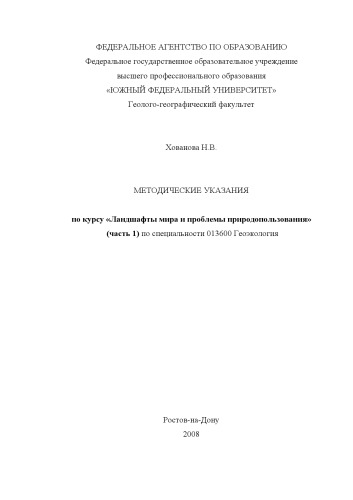 ФЕДЕРАЛЬНОЕ АГЕНТСТВО ПО ОБРАЗОВАНИЮ
Федеральное государственное образовательное учреждение
высшего профессионального образования
«ЮЖНЫЙ ФЕДЕРАЛЬНЫЙ УНИВЕРСИТЕТ»
Геолого-географический факультет
Хованова Н.В.
МЕТОДИЧЕСКИЕ УКАЗАНИЯ
по курсу «Ландшафты мира и проблемы природопользования»
(часть 1) по специальности 013600 Геоэкология
Ростов-на-Дону
2008